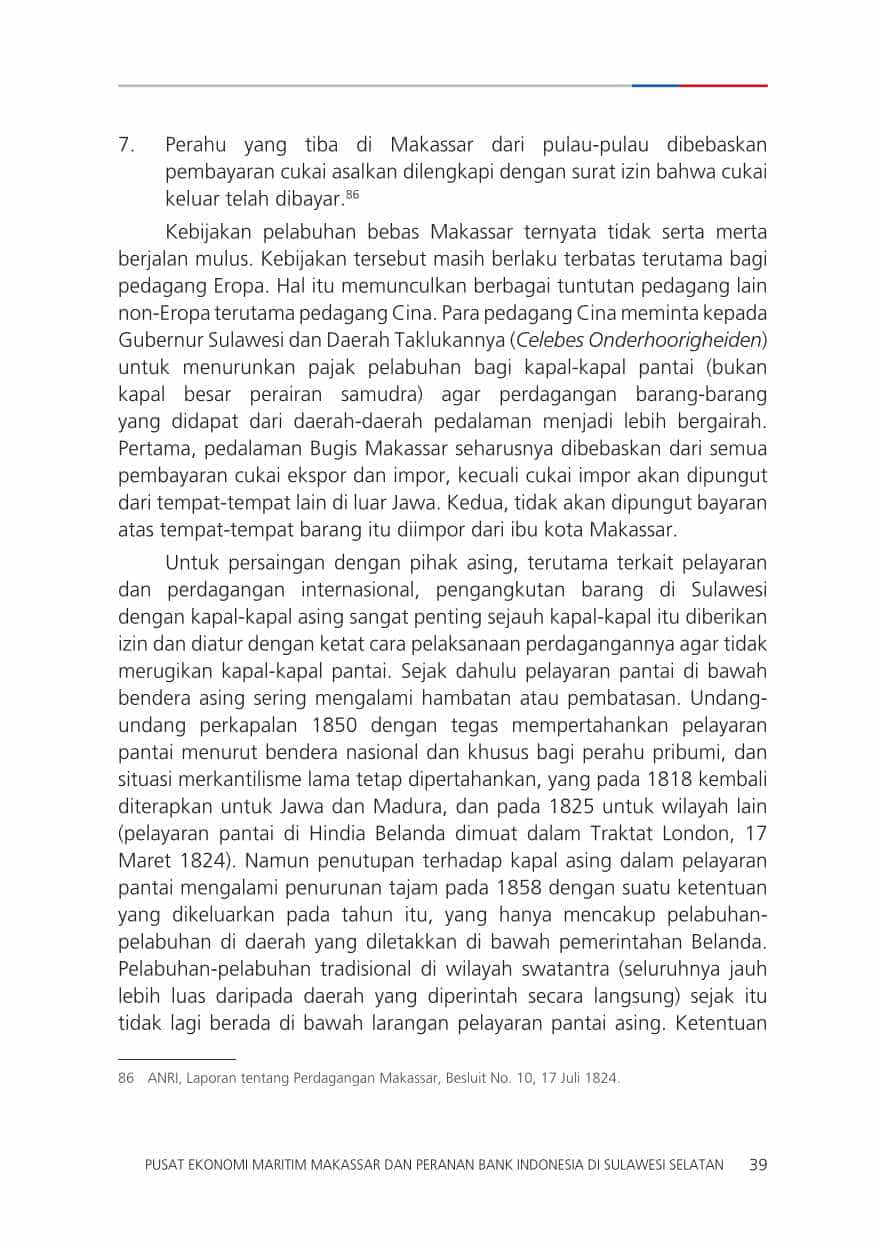 7. Perahu yang tiba di Makassar dari pulau-pulau dibebaskan
pembayaran cukai asalkan dilengkapi dengan surat izin bahwa cukai
keluar telah dibayar.86
Kebijakan pelabuhan bebas Makassar ternyata tidak serta merta
berjalan mulus. Kebijakan tersebut masih berlaku terbatas terutama bagi
pedagang Eropa. Hal itu memunculkan berbagai tuntutan pedagang lain
non-Eropa terutama pedagang Cina. Para pedagang Cina meminta kepada
Gubernur Sulawesi dan Daerah Taklukannya (Celebes Onderhoorigheiden)
untuk menurunkan pajak pelabuhan bagi kapal-kapal pantai (bukan
kapal besar perairan samudra) agar perdagangan barang-barang
yang didapat dari daerah-daerah pedalaman menjadi lebih bergairah.
Pertama, pedalaman Bugis Makassar seharusnya dibebaskan dari semua
pembayaran cukai ekspor dan impor, kecuali cukai impor akan dipungut
dari tempat-tempat lain di luar Jawa. Kedua, tidak akan dipungut bayaran
atas tempat-tempat barang itu diimpor dari ibu kota Makassar.
Untuk persaingan dengan pihak asing, terutama terkait pelayaran
dan perdagangan internasional, pengangkutan barang di Sulawesi
dengan kapal-kapal asing sangat penting sejauh kapal-kapal itu diberikan
izin dan diatur dengan ketat cara pelaksanaan perdagangannya agar tidak
merugikan kapal-kapal pantai. Sejak dahulu pelayaran pantai di bawah
bendera asing sering mengalami hambatan atau pembatasan. Undang-
undang perkapalan 1850 dengan tegas mempertahankan pelayaran
pantai menurut bendera nasional dan khusus bagi perahu pribumi, dan
situasi merkantilisme lama tetap dipertahankan, yang pada 1818 kembali
diterapkan untuk Jawa dan Madura, dan pada 1825 untuk wilayah lain
(pelayaran pantai di Hindia Belanda dimuat dalam Traktat London, 17
Maret 1824). Namun penutupan terhadap kapal asing dalam pelayaran
pantai mengalami penurunan tajam pada 1858 dengan suatu ketentuan
yang dikeluarkan pada tahun itu, yang hanya mencakup pelabuhan-
pelabuhan di daerah yang diletakkan di bawah pemerintahan Belanda.
Pelabuhan-pelabuhan tradisional di wilayah swatantra (seluruhnya jauh
lebih luas daripada daerah yang diperintah secara langsung) sejak itu
tidak lagi berada di bawah larangan pelayaran pantai asing. Ketentuan
86 ANRI, Laporan tentang Perdagangan Makassar, Besluit No. 10, 17 Juli 1824.
PUSAT EKONOMI MARITIM MAKASSAR DAN PERANAN BANK INDONESIA DI SULAWESI SELATAN 39